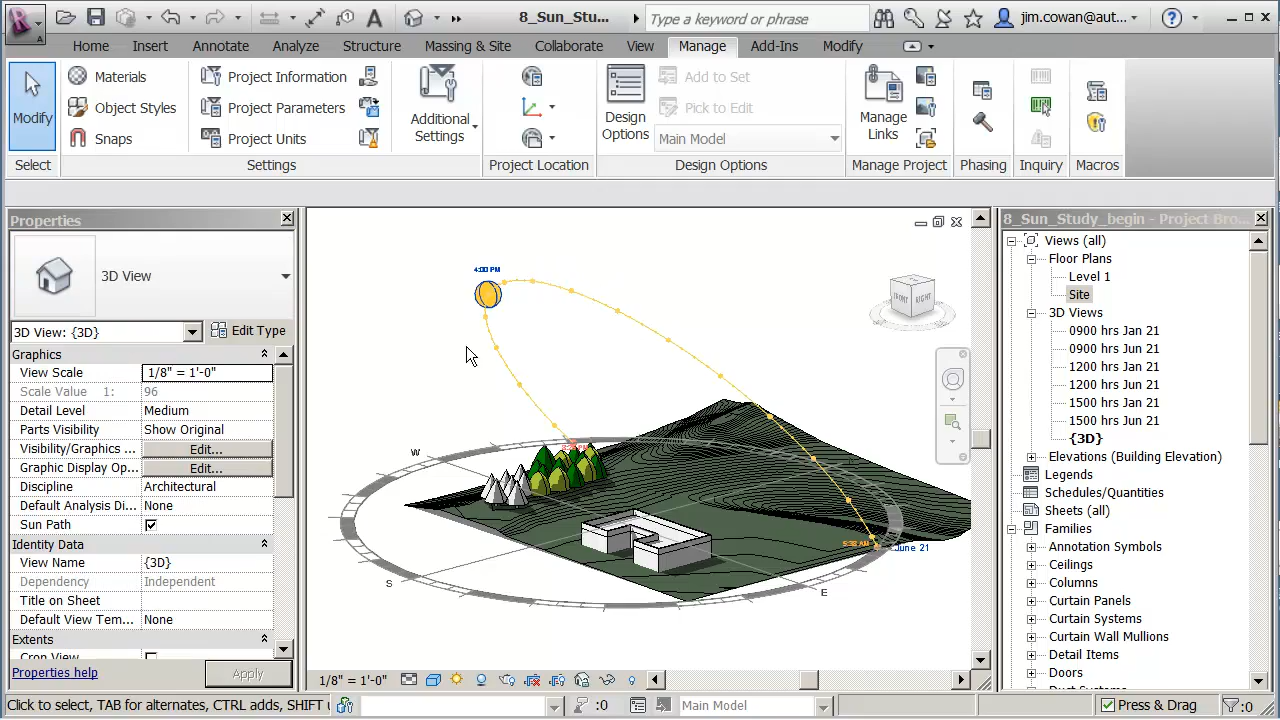 8_Sun_Stu...
Type a keyword or phrase
jim.cowan@aut...
Home Insert Annotate Analyze Structure Massing & Site Collaborate View Manage Add-Ins Modify
Modify
Select
Materials
Object Styles
Snaps
Project Information
Project Parameters
Project Units
Settings
Additional
Settings
Project Location
Design
Options
Add to Set
Pick to Edit
Main Model
Design Options
Manage
Links
Manage Project
Phasing
Inquiry
Macros
Properties
3D View
3D View: {3D}
Edit Type
Graphics
View Scale 1/8" = 1'-0"
Scale Value 1: 96
Detail Level Medium
Parts Visibility Show Original
Visibility/Graphics ... Edit...
Graphic Display Op... Edit...
Discipline Architectural
Default Analysis Di... None
Sun Path
Identity Data
View Name {3D}
Dependency Independent
Title on Sheet
Default View Tem... None
Extents
Properties help
Apply
4:00 PM
FRONT RIGHT
W
S
E
5:38 AM
June 21
1/8" = 1'-0"
8_Sun_Study_begin - Project Bro...
Views (all)
Floor Plans
Level 1
Site
3D Views
0900 hrs Jan 21
0900 hrs Jun 21
1200 hrs Jan 21
1200 hrs Jun 21
1500 hrs Jan 21
1500 hrs Jun 21
{3D}
Elevations (Building Elevation)
Legends
Schedules/Quantities
Sheets (all)
Families
Annotation Symbols
Ceilings
Columns
Curtain Panels
Curtain Systems
Curtain Wall Mullions
Detail Items
Doors
Click to select, TAB for alternates, CTRL adds, SHIFT
:0
Main Model
Press & Drag
:0